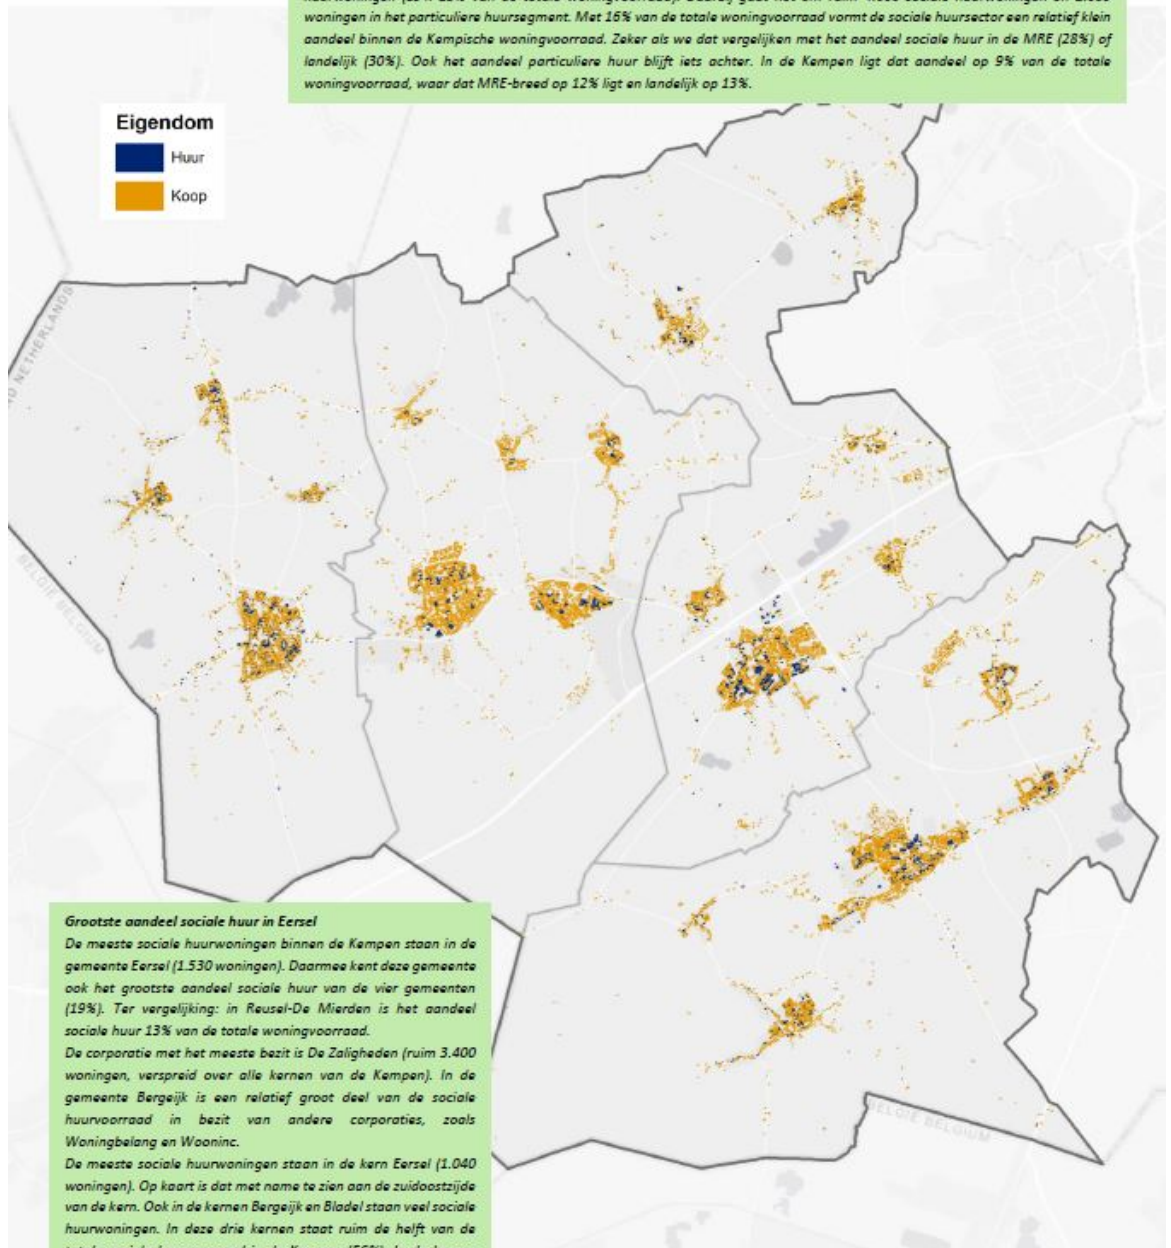 woningen in het particuliere huursegment. Met 16% van de totale woningvoorraad vormt de sociale huursector een relatief klein
aandeel binnen de Kempische woningvoorraad. Zeker als we dat vergelijken met het aandeel sociale huur in de MRE (28%) of
landelijk (30%). Ook het aandeel particuliere huur blijft iets achter. In de Kempen ligt dat aandeel op 9% van de totale
woningvoorraad, waar dat MRE-breed op 12% ligt en landelijk op 13%.
Eigendom
Huur
Koop
NETHERLANDS
BELGIË BELGIUM
Grootste aandeel sociale huur in Eersel
De meeste sociale huurwoningen binnen de Kempen staan in de
gemeente Eersel (1.530 woningen). Daarmee kent deze gemeente
ook het grootste aandeel sociale huur van de vier gemeenten
(19%). Ter vergelijking: in Reusel-De Mierden is het aandeel
sociale huur 13% van de totale woningvoorraad.
De corporatie met het meeste bezit is De Zaligheden (ruim 3.400
woningen, verspreid over alle kernen van de Kempen). In de
gemeente Bergeijk is een relatief groot deel van de sociale
huurvoorraad in bezit van andere corporaties, zoals
Woningbelang en Wooninc.
De meeste sociale huurwoningen staan in de kern Eersel (1.040
woningen). Op kaart is dat met name te zien aan de zuidoostzijde
van de kern. Ook in de kernen Bergeijk en Bladel staan veel sociale
huurwoningen. In deze drie kernen staat ruim de helft van de
BELGIË BELGIUM